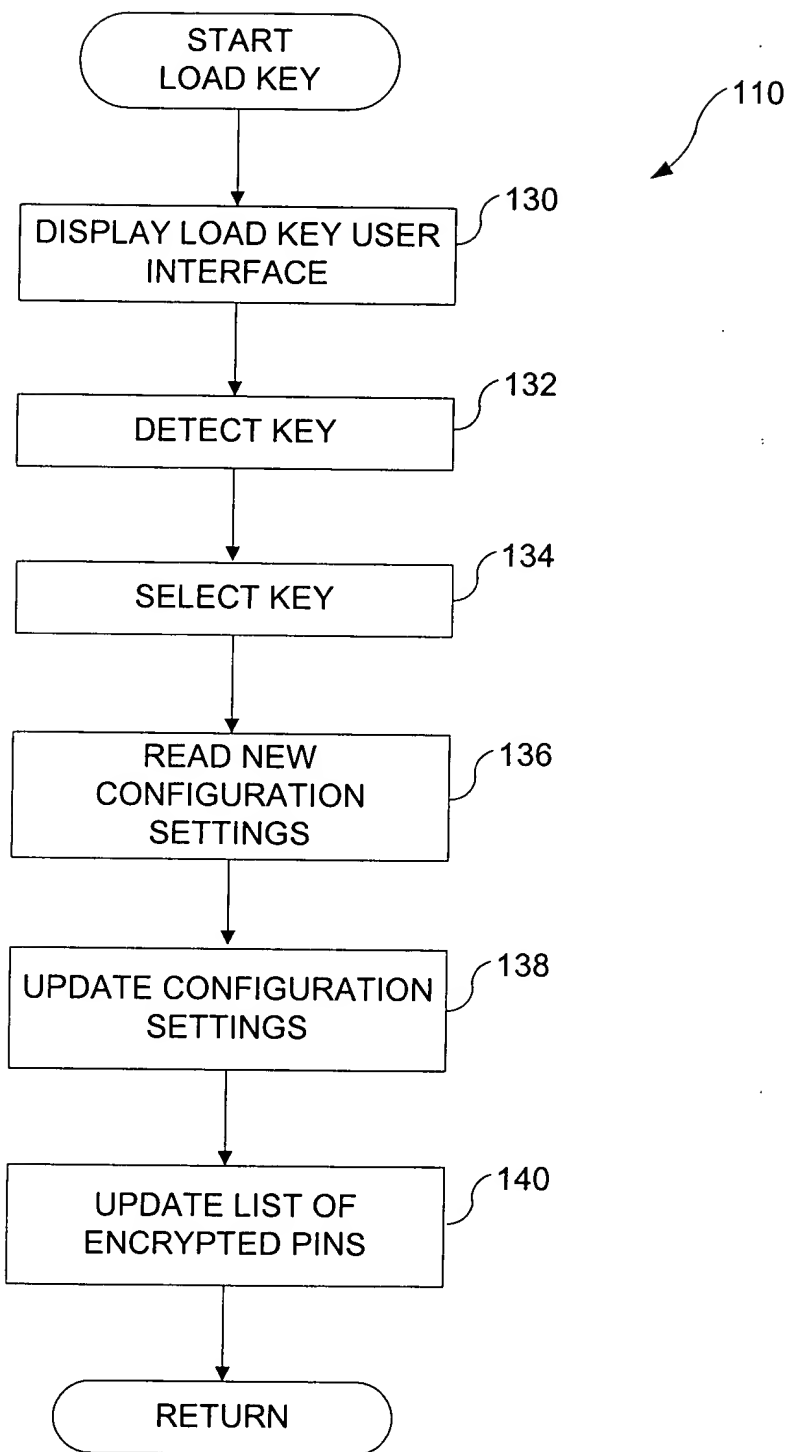 START
LOAD KEY
110
130
DISPLAY LOAD KEY USER
INTERFACE
132
DETECT KEY
134
SELECT KEY
136
READ NEW
CONFIGURATION
SETTINGS
138
UPDATE CONFIGURATION
SETTINGS
140
UPDATE LIST OF
ENCRYPTED PINS
RETURN